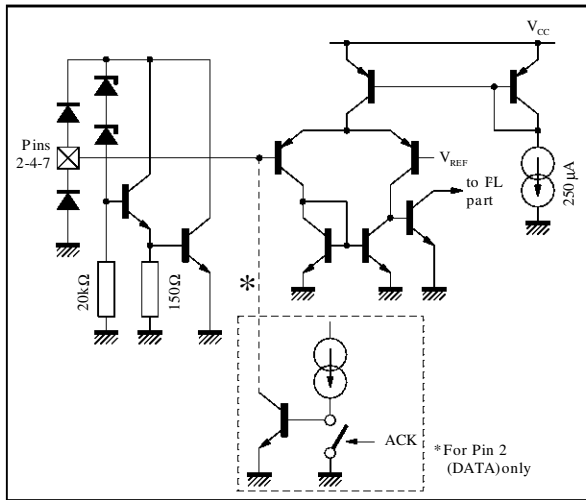 V_CC
Pins
2-4-7
V_REF
to FL
part
250 μA
20kΩ
150Ω
*
ACK
*For Pin 2
(DATA)only